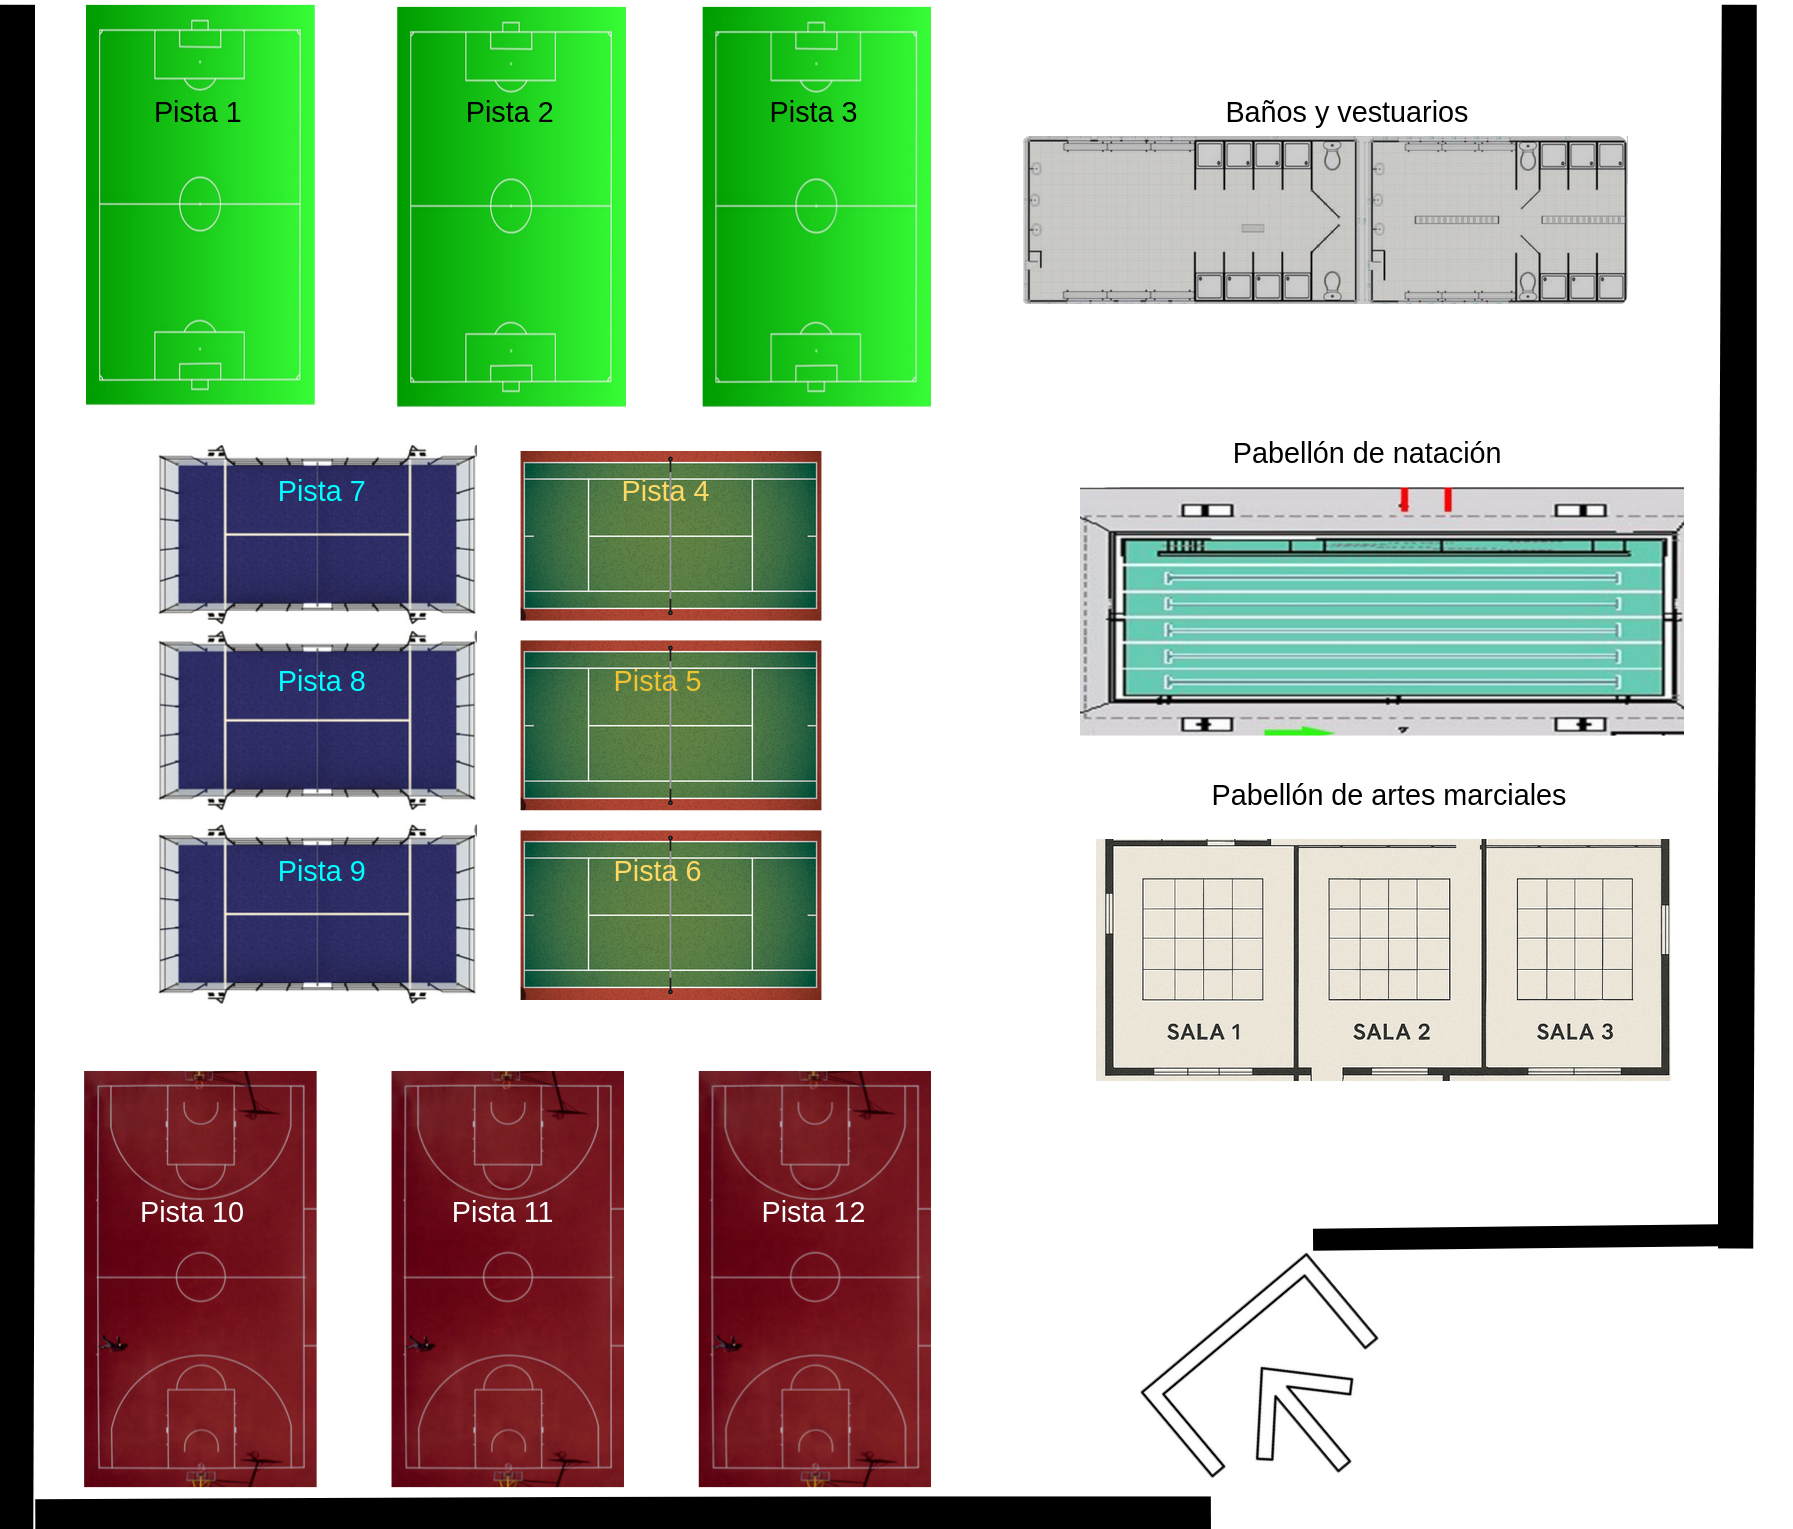 Pista 1
Pista 2
Pista 3
Baños y vestuarios
Pista 7
Pista 4
Pabellón de natación
Pista 8
Pista 5
Pista 9
Pista 6
Pabellón de artes marciales
SALA 1
SALA 2
SALA 3
Pista 10
Pista 11
Pista 12